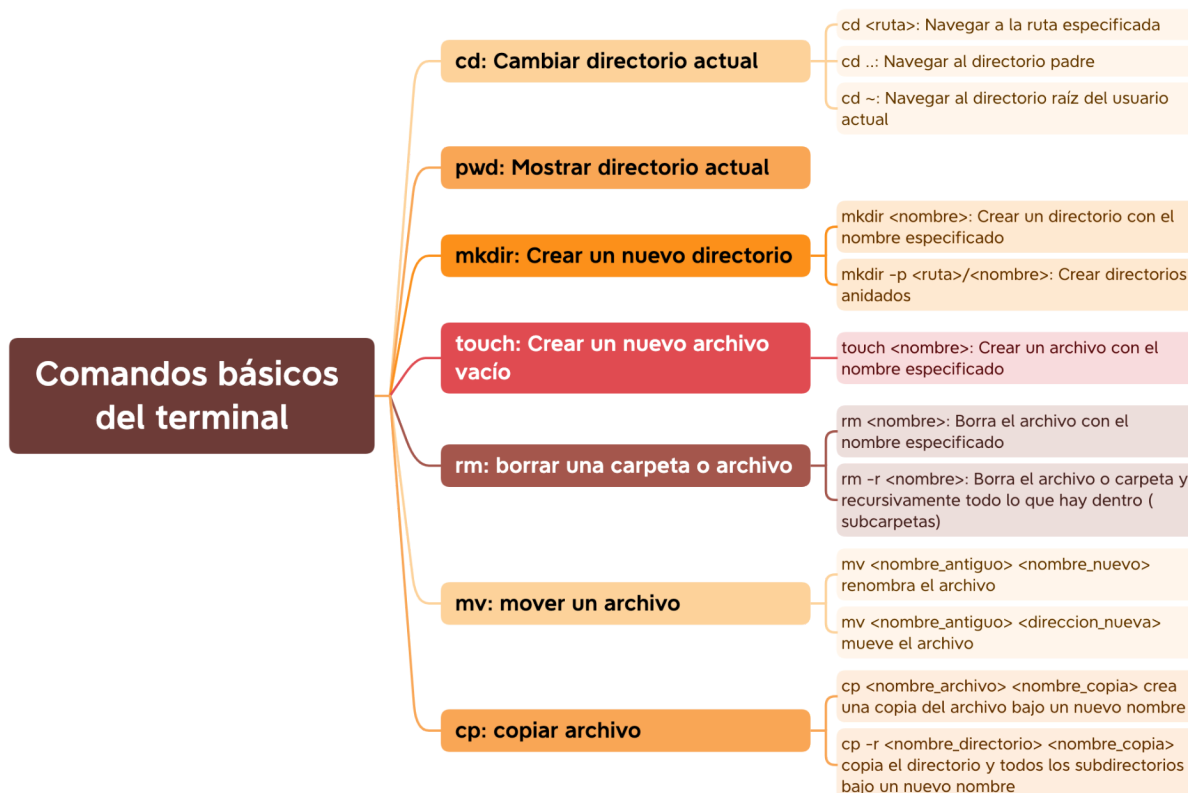 Comandos básicos
del terminal
cd: Cambiar directorio actual
cd <ruta>: Navegar a la ruta especificada
cd ..: Navegar al directorio padre
cd ~: Navegar al directorio raíz del usuario
actual
pwd: Mostrar directorio actual
mkdir: Crear un nuevo directorio
mkdir <nombre>: Crear un directorio con el
nombre especificado
mkdir -p <ruta>/<nombre>: Crear directorios
anidados
touch: Crear un nuevo archivo
vacío
touch <nombre>: Crear un archivo con el
nombre especificado
rm: borrar una carpeta o archivo
rm <nombre>: Borra el archivo con el
nombre especificado
rm -r <nombre>: Borra el archivo o carpeta y
recursivamente todo lo que hay dentro (
subcarpetas)
mv: mover un archivo
mv <nombre_antiguo> <nombre_nuevo>
renombra el archivo
mv <nombre_antiguo> <direccion_nueva>
mueve el archivo
cp: copiar archivo
cp <nombre_archivo> <nombre_copia> crea
una copia del archivo bajo un nuevo nombre
cp -r <nombre_directorio> <nombre_copia>
copia el directorio y todos los subdirectorios
bajo un nuevo nombre